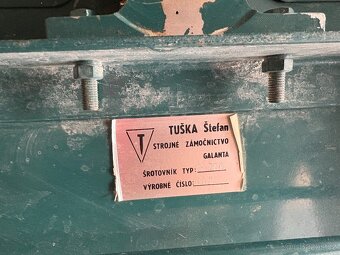 T
TUŠKA Štefan
STROJNÉ ZÁMOČNÍCTVO
GALANTA
ŠROTOVNÍK TYP:
VÝROBNÉ ČÍSLO: